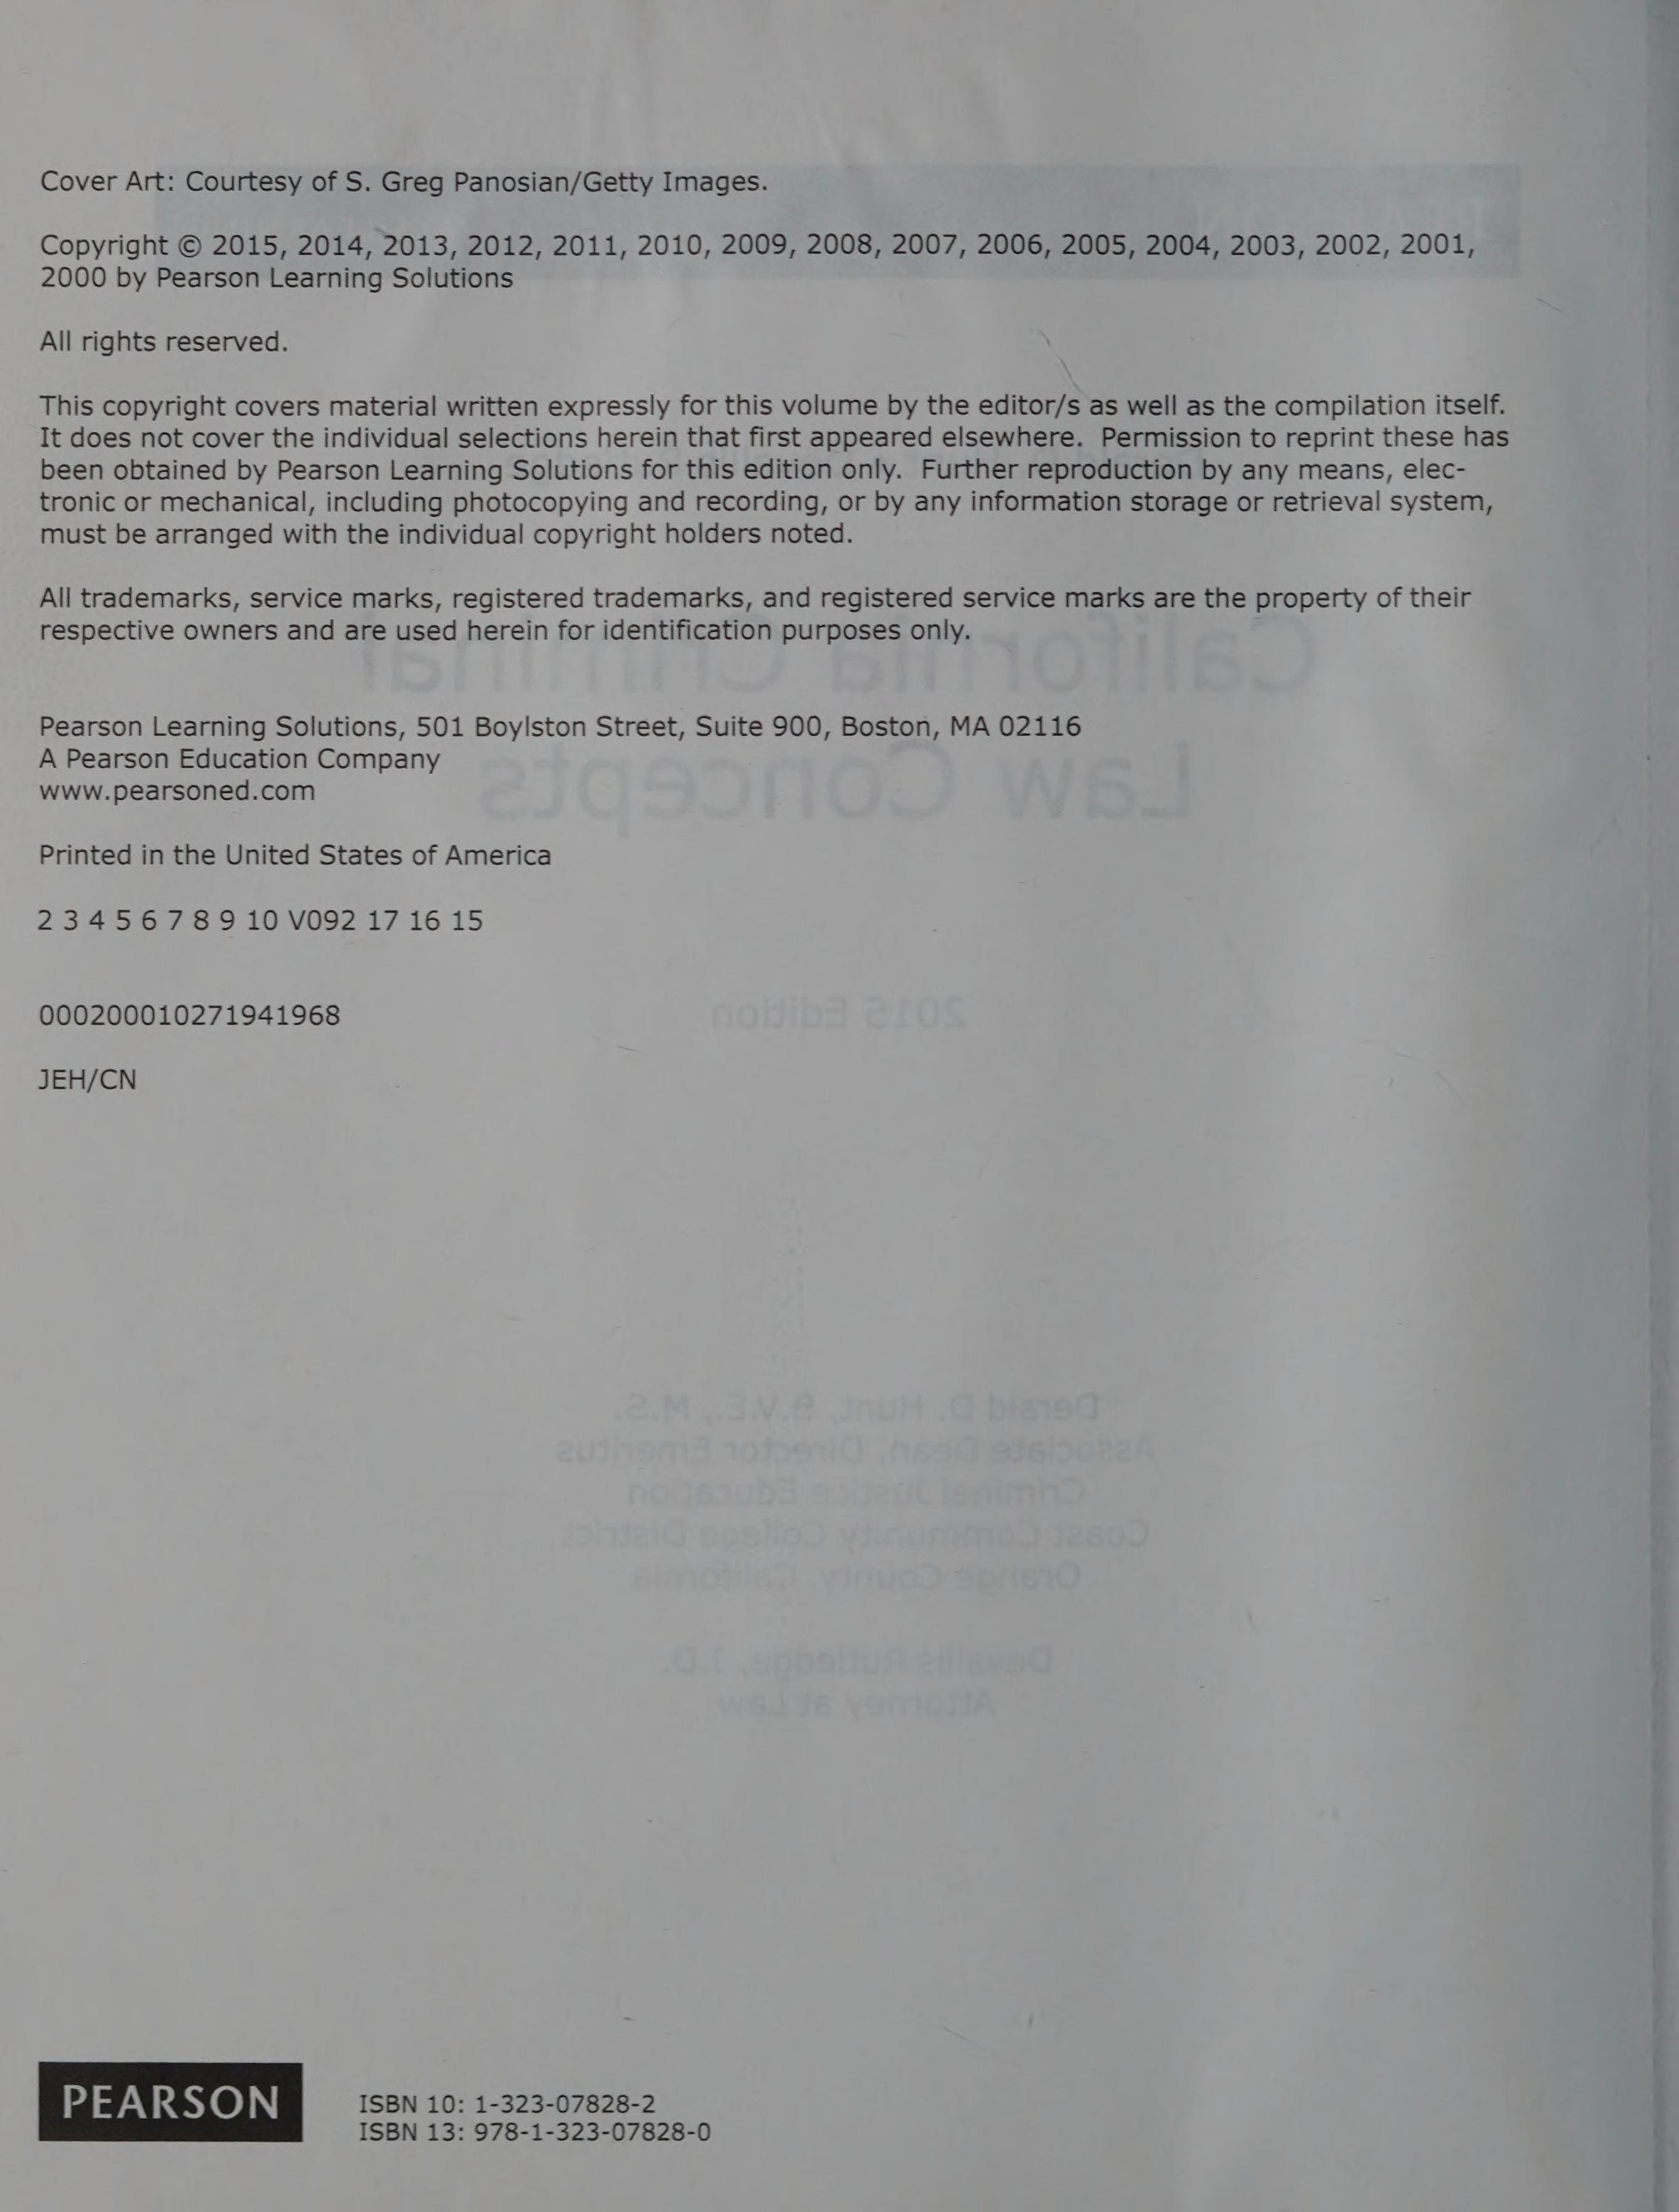 Cover Art: Courtesy of S. Greg Panosian/Getty Images.
Copyright © 2015, 2014, 2013, 2012, 2011, 2010, 2009, 2008, 2007, 2006, 2005, 2004, 2003, 2002, 2001,
2000 by Pearson Learning Solutions
All rights reserved.
This copyright covers material written expressly for this volume by the editor/s as well as the compilation itself.
It does not cover the individual selections herein that first appeared elsewhere. Permission to reprint these has
been obtained by Pearson Learning Solutions for this edition only. Further reproduction by any means, elec-
tronic or mechanical, including photocopying and recording, or by any information storage or retrieval system,
must be arranged with the individual copyright holders noted.
All trademarks, service marks, registered trademarks, and registered service marks are the property of their
respective owners and are used herein for identification purposes only.
Pearson Learning Solutions, 501 Boylston Street, Suite 900, Boston, MA 02116
A Pearson Education Company
www.pearsoned.com
Printed in the United States of America
2 3 4 5 6 7 8 9 10 V092 17 16 15
000200010271941968
JEH/CN
PEARSON
ISBN 10: 1-323-07828-2
ISBN 13: 978-1-323-07828-0